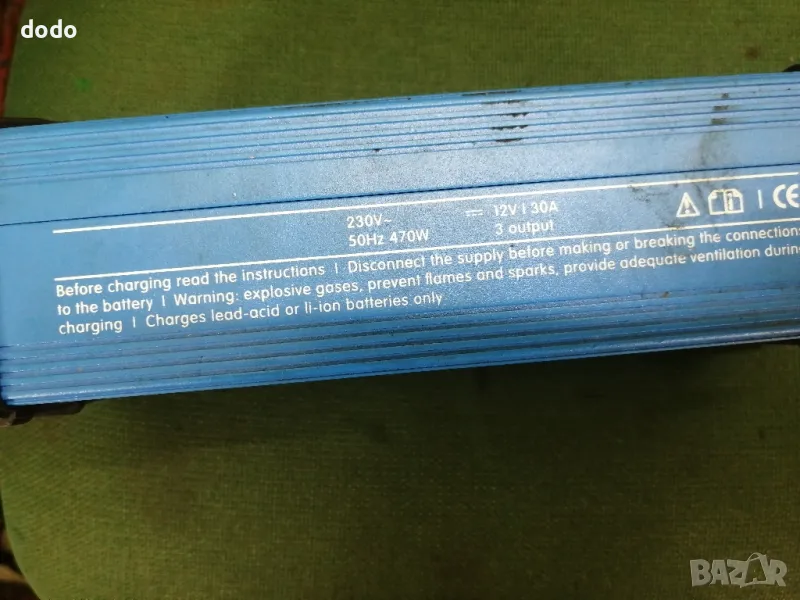 dodo
230V~ ⎓ 12V | 30A
50Hz 470W 3 output
CE
Before charging read the instructions | Disconnect the supply before making or breaking the connections
to the battery | Warning: explosive gases, prevent flames and sparks, provide adequate ventilation during
charging | Charges lead-acid or li-ion batteries only
BAZAR